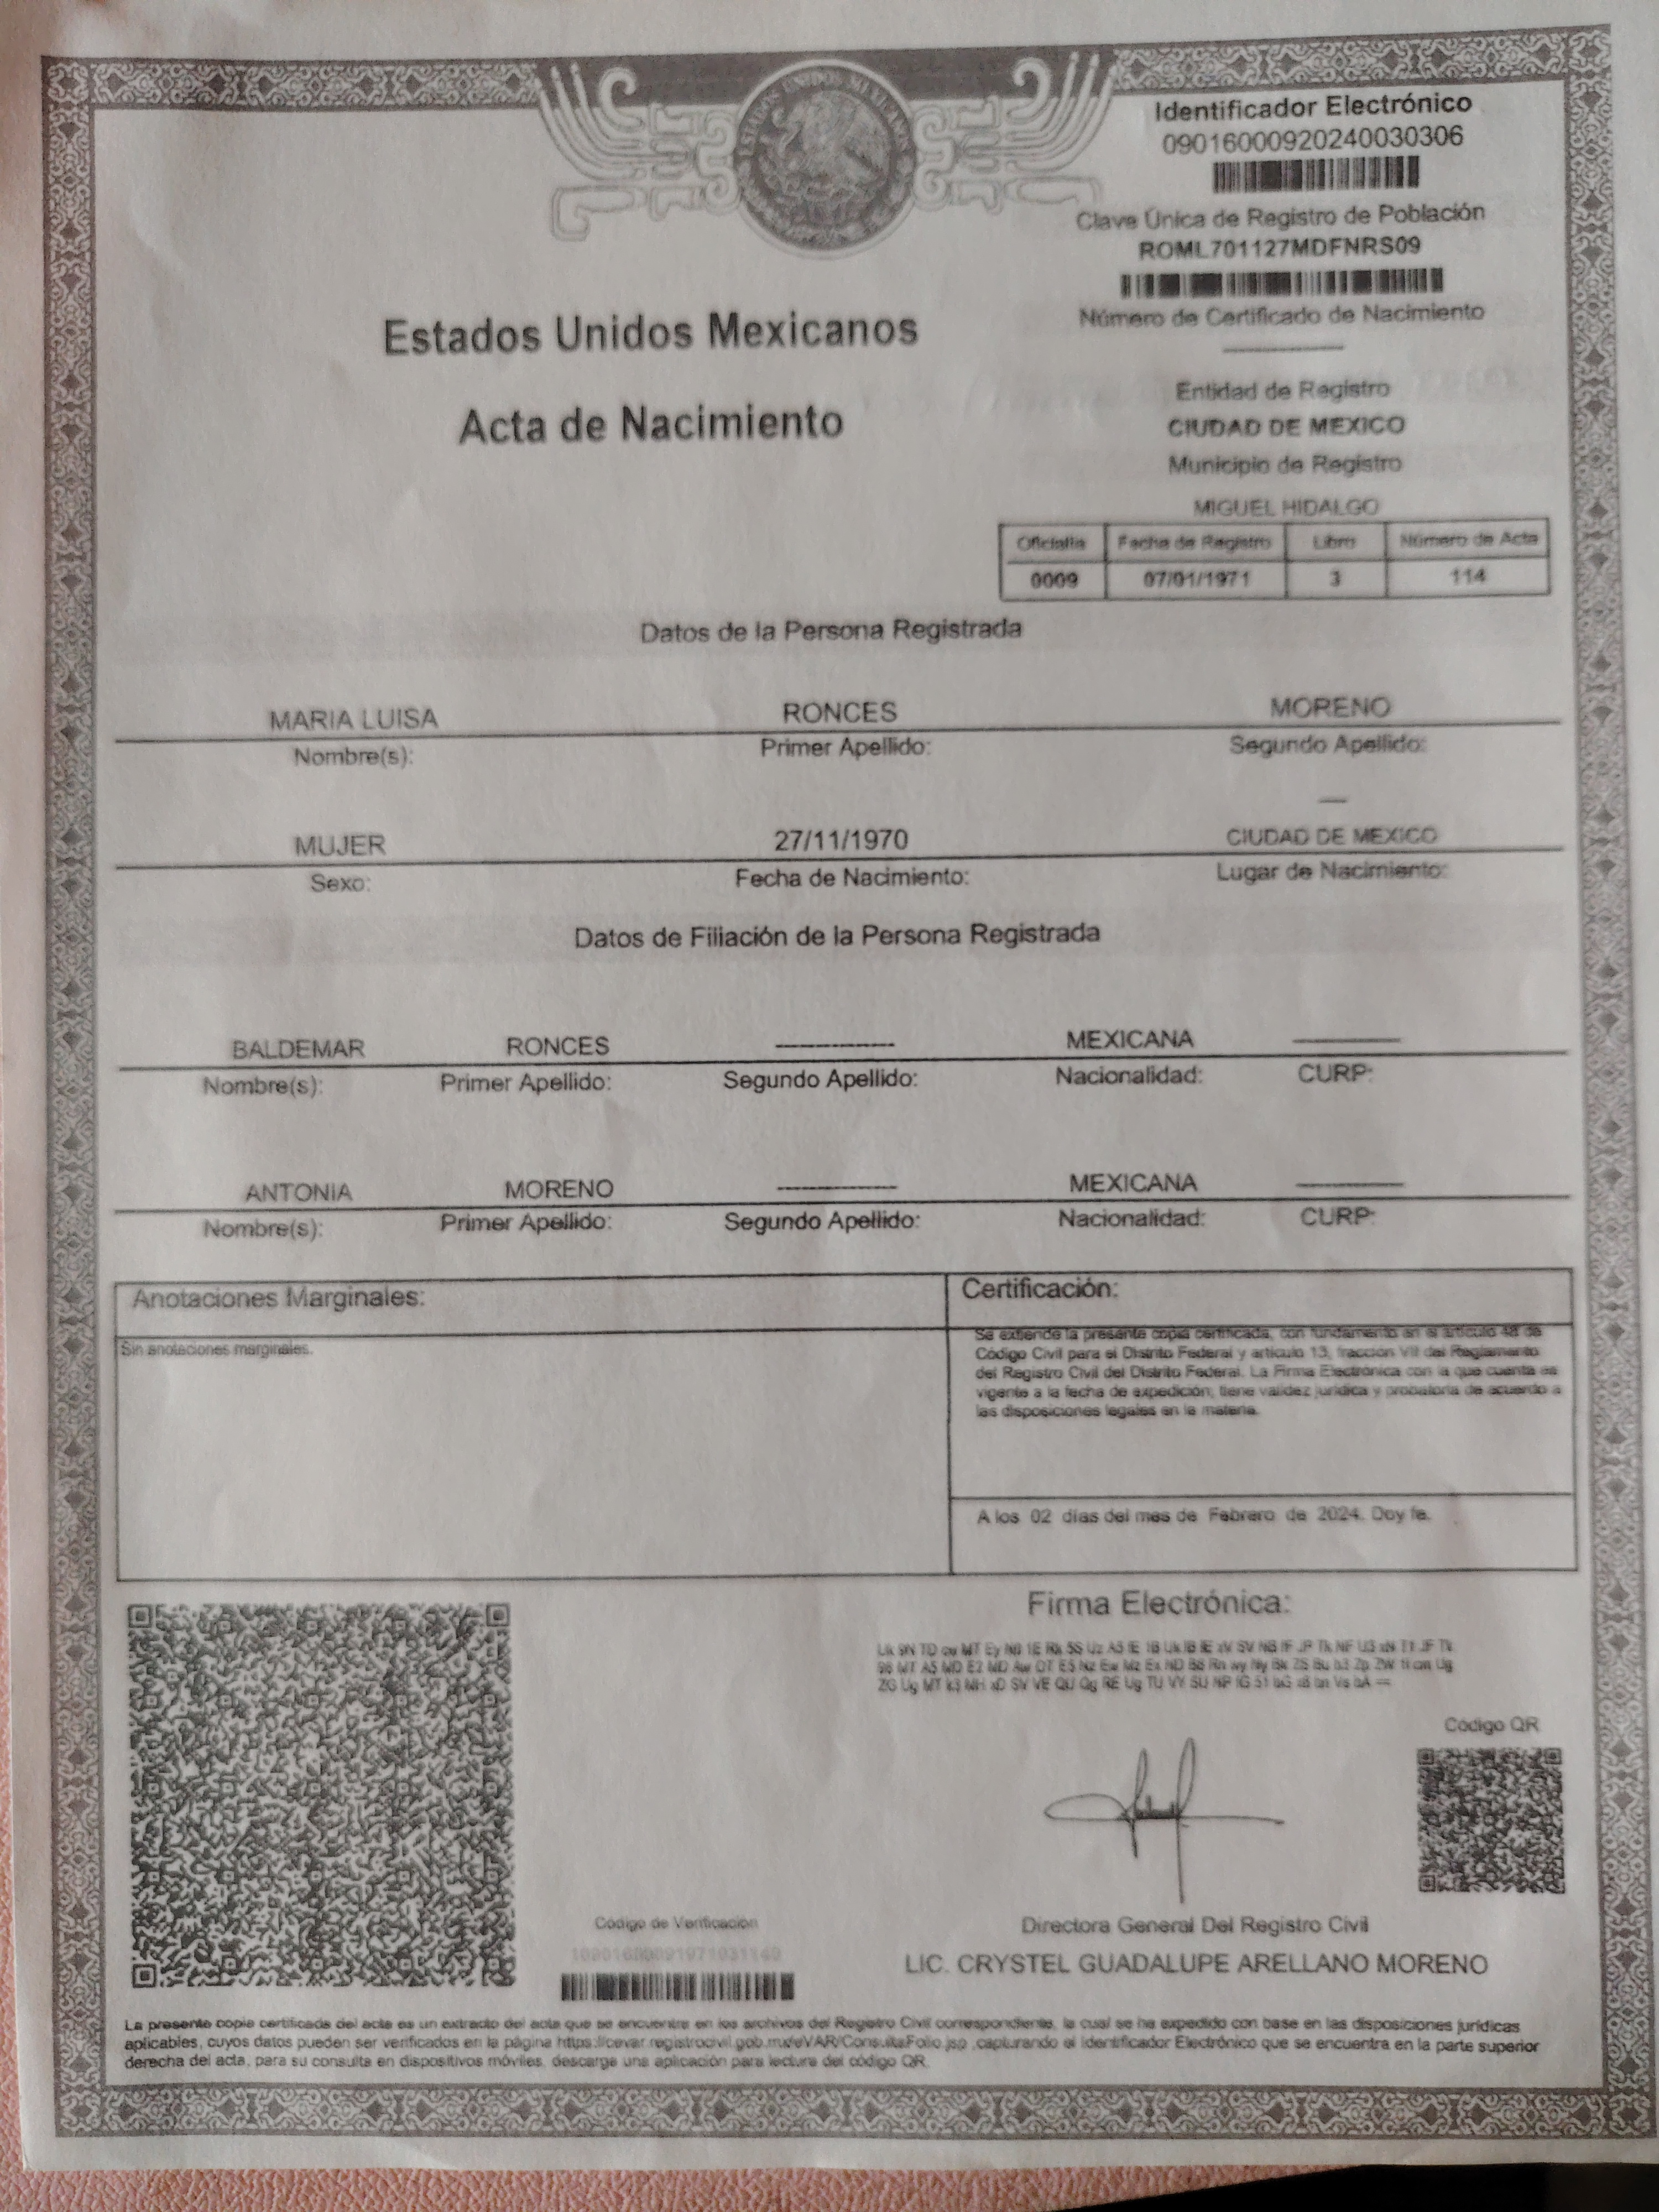 ESTADOS UNIDOS MEXICANOS
Identificador Electrónico
09016000920240030306
Clave Única de Registro de Población
ROML701127MDFNRS09
Número de Certificado de Nacimiento
Estados Unidos Mexicanos
Acta de Nacimiento
Entidad de Registro
CIUDAD DE MEXICO
Municipio de Registro
MIGUEL HIDALGO
Oficialía Fecha de Registro Libro Número de Acta
0009 07/01/1971 3 114
Datos de la Persona Registrada
MARIA LUISA RONCES MORENO
Nombre(s): Primer Apellido: Segundo Apellido:
MUJER 27/11/1970 CIUDAD DE MEXICO
Sexo: Fecha de Nacimiento: Lugar de Nacimiento:
Datos de Filiación de la Persona Registrada
BALDEMAR RONCES ---------- MEXICANA ----------
Nombre(s): Primer Apellido: Segundo Apellido: Nacionalidad: CURP:
ANTONIA MORENO ---------- MEXICANA ----------
Nombre(s): Primer Apellido: Segundo Apellido: Nacionalidad: CURP:
Anotaciones Marginales: Certificación:
Sin anotaciones marginales.
Se extiende la presente copia certificada, con fundamento en el artículo 48 de
Código Civil para el Distrito Federal y artículo 13, fracción VII del Reglamento
del Registro Civil del Distrito Federal. La Firma Electrónica con la que cuenta es
vigente a la fecha de expedición; tiene validez jurídica y probatoria de acuerdo a
las disposiciones legales en la materia.
A los 02 días del mes de Febrero de 2024. Doy fe.
Firma Electrónica:
Código QR
Código de Verificación
Directora General Del Registro Civil
LIC. CRYSTEL GUADALUPE ARELLANO MORENO
La presente copia certificada del acta es un extracto del acta que se encuentra en los archivos del Registro Civil correspondiente, la cual se ha expedido con base en las disposiciones jurídicas
aplicables, cuyos datos pueden ser verificados en la página capturando el Identificador Electrónico que se encuentra en la parte superior
derecha del acta, para su consulta en dispositivos móviles, descarge una aplicación para lectura del código QR.